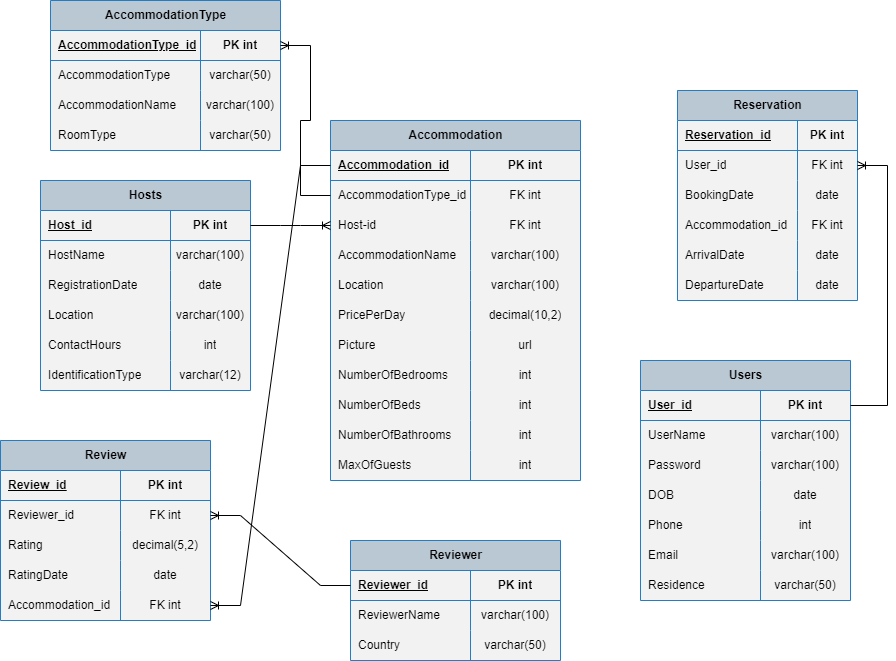 AccommodationType
AccommodationType_id PK int
AccommodationType varchar(50)
AccommodationName varchar(100)
RoomType varchar(50)
Accommodation
Accommodation_id PK int
AccommodationType_id FK int
Host-id FK int
AccommodationName varchar(100)
Location varchar(100)
PricePerDay decimal(10,2)
Picture url
NumberOfBedrooms int
NumberOfBeds int
NumberOfBathrooms int
MaxOfGuests int
Reservation
Reservation_id PK int
User_id FK int
BookingDate date
Accommodation_id FK int
ArrivalDate date
DepartureDate date
Hosts
Host_id PK int
HostName varchar(100)
RegistrationDate date
Location varchar(100)
ContactHours int
IdentificationType varchar(12)
Users
User_id PK int
UserName varchar(100)
Password varchar(100)
DOB date
Phone int
Email varchar(100)
Residence varchar(50)
Review
Review_id PK int
Reviewer_id FK int
Rating decimal(5,2)
RatingDate date
Accommodation_id FK int
Reviewer
Reviewer_id PK int
ReviewerName varchar(100)
Country varchar(50)